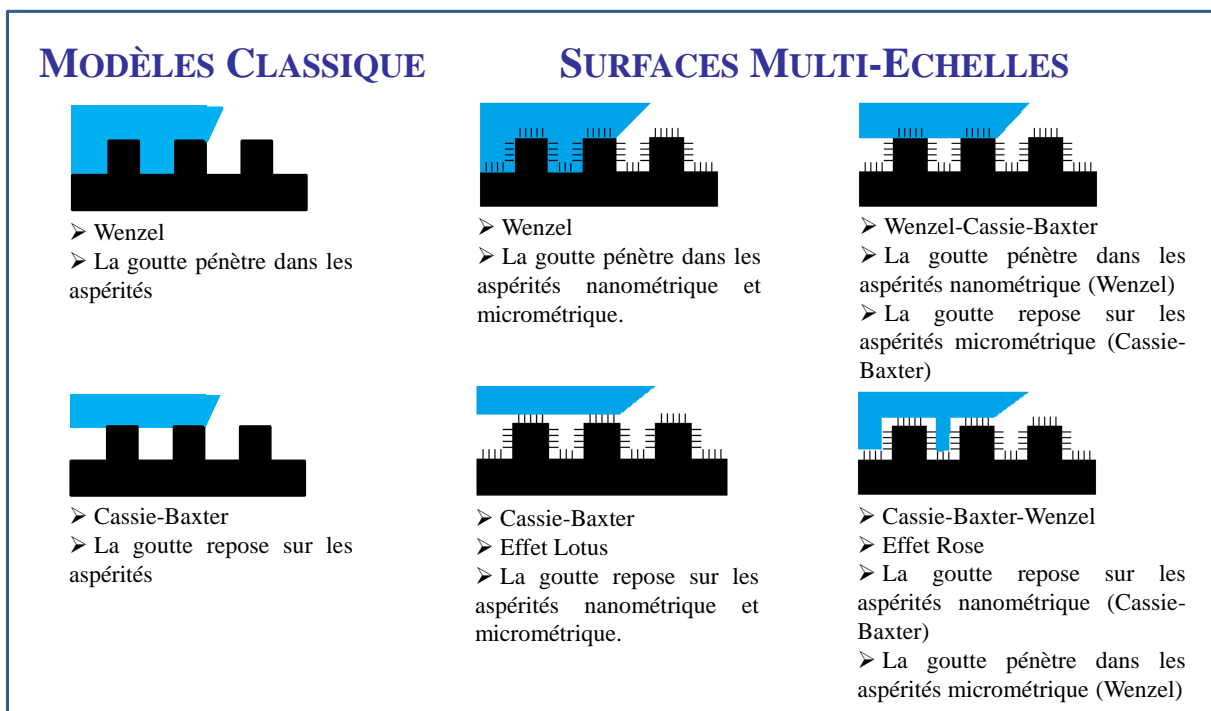 MODÈLES CLASSIQUE
SURFACES MULTI-ECHELLES
➢ Wenzel
➢ La goutte pénètre dans les
aspérités
➢ Wenzel
➢ La goutte pénètre dans les
aspérités nanométrique et
micrométrique.
➢ Wenzel-Cassie-Baxter
➢ La goutte pénètre dans les
aspérités nanométrique (Wenzel)
➢ La goutte repose sur les
aspérités micrométrique (Cassie-
Baxter)
➢ Cassie-Baxter
➢ La goutte repose sur les
aspérités
➢ Cassie-Baxter
➢ Effet Lotus
➢ La goutte repose sur les
aspérités nanométrique et
micrométrique.
➢ Cassie-Baxter-Wenzel
➢ Effet Rose
➢ La goutte repose sur les
aspérités nanométrique (Cassie-
Baxter)
➢ La goutte pénètre dans les
aspérités micrométrique (Wenzel)